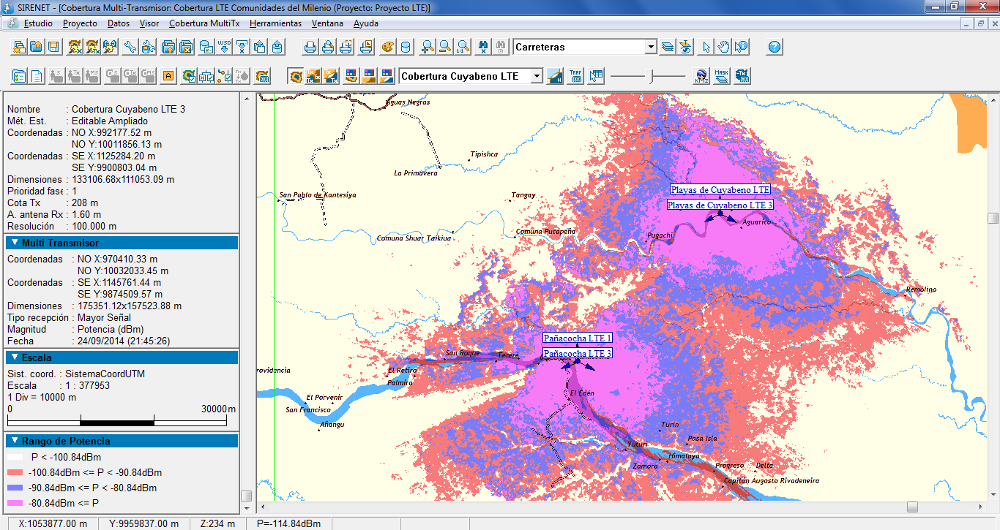 SIRENET - [Cobertura Multi-Transmisor: Cobertura LTE Comunidades del Milenio (Proyecto: Proyecto LTE)]
Estudio Proyecto Datos Visor Cobertura MultiTx Herramientas Ventana Ayuda
Carreteras
Cobertura Cuyabeno LTE
Nombre : Cobertura Cuyabeno LTE 3
Mét. Est. : Editable Ampliado
Coordenadas : NO X:992177.52 m
NO Y:10011856.13 m
Coordenadas : SE X:1125284.20 m
SE Y:9900803.04 m
Dimensiones : 133106.68x111053.09 m
Prioridad fase : 1
Cota Tx : 208 m
A. antena Rx : 1.60 m
Resolución : 100.000 m
Multi Transmisor
Coordenadas : NO X:970410.33 m
NO Y:10032033.45 m
Coordenadas : SE X:1145761.44 m
SE Y:9874509.57 m
Dimensiones : 175351.12x157523.88 m
Tipo recepción : Mayor Señal
Magnitud : Potencia (dBm)
Fecha : 24/09/2014 (21:45:26)
Escala
Sist. coord. : SistemaCoordUTM
Escala : 1 : 377953
1 Div = 10000 m
0 30000m
Rango de Potencia
P < -100.84dBm
-100.84dBm <= P < -90.84dBm
-90.84dBm <= P < -80.84dBm
-80.84dBm <= P
Aguas Negras
Tipishca
La Primavera
San Pablo de Kantesiya
Tangay
Playas de Cuyabeno LTE
Playas de Cuyabeno LTE 3
Aguarico
Comuna Pucapeña
Comuna Shuar Taikiua
Pugachi
Remolino
Pañacocha LTE 1
Pañacocha LTE 3
San Roque
Tereré
El Retiro
rovidencia
Palmira
El Edén
El Porvenir
San Francisco
Añangu
Turin
Pasa Isla
Yuturi
Himalaya
Zamora
Progreso
Delta
Capitán Augosto Rivadeneira
X:1053877.00 m Y:9959837.00 m Z:234 m P=-114.84dBm